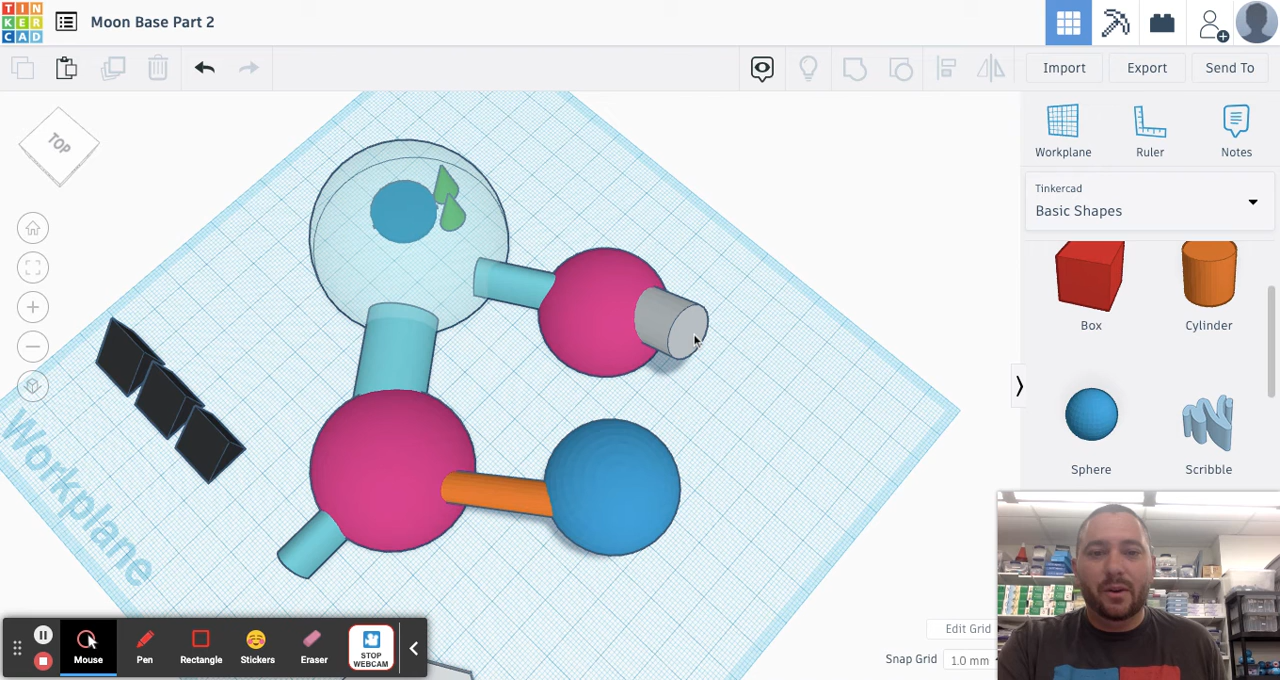 TIN
KER
CAD
Moon Base Part 2
Import
Export
Send To
TOP
Workplane
Ruler
Notes
Tinkercad
Basic Shapes
Box
Cylinder
Sphere
Scribble
Workplane
Mouse
Pen
Rectangle
Stickers
Eraser
STOP
WEBCAM
Edit Grid
Snap Grid
1.0 mm